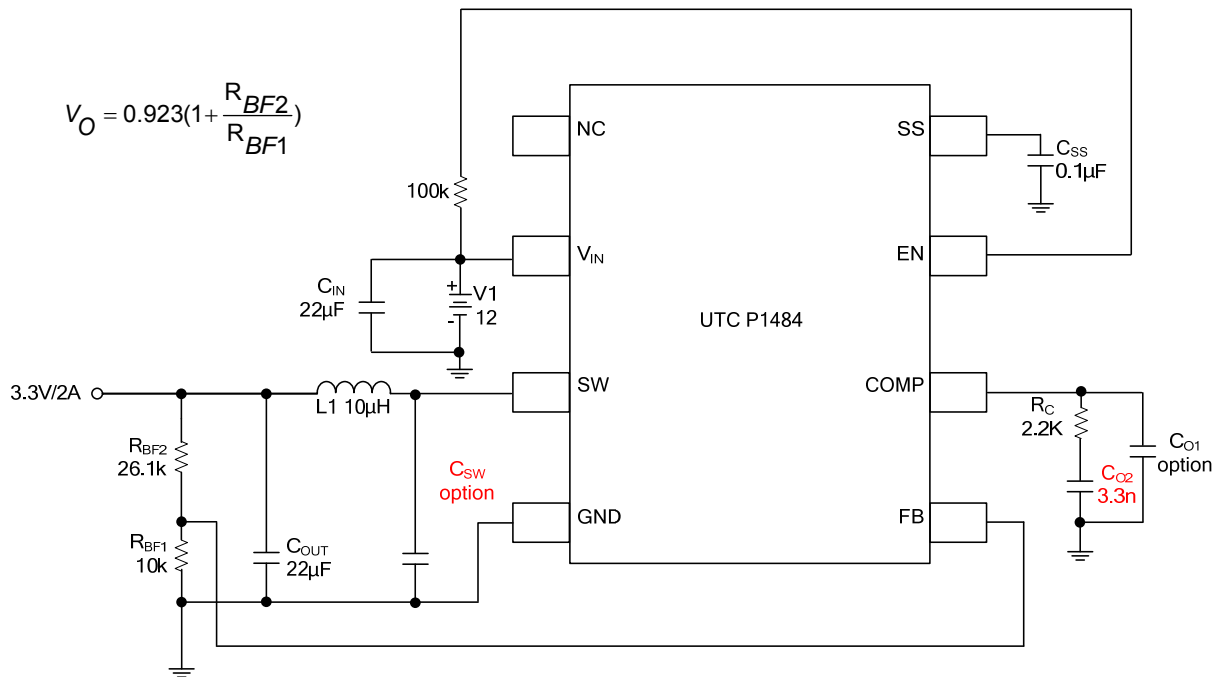 V_O = 0.923(1+ R_BF2 / R_BF1)
NC
SS
C_SS
0.1µF
100k
V_IN
EN
C_IN
22µF
+
V1
12
-
UTC P1484
3.3V/2A
SW
COMP
L1 10µH
R_C
2.2K
C_O1
option
R_BF2
26.1k
C_SW
option
C_O2
3.3n
GND
FB
R_BF1
10k
C_OUT
22µF